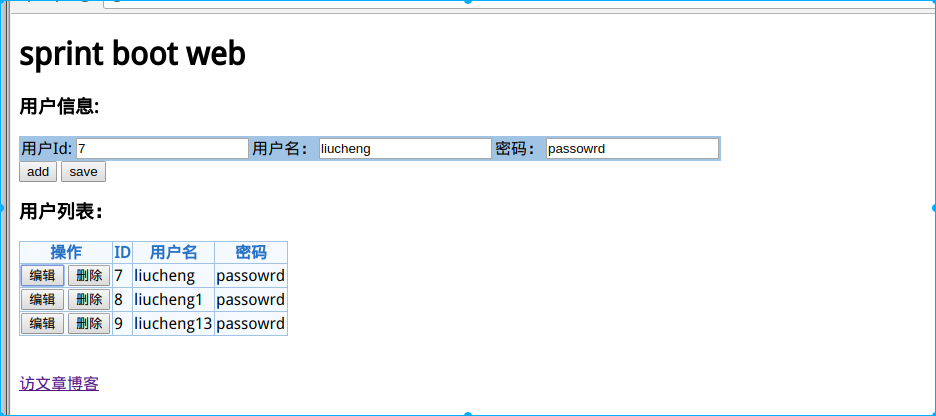 sprint boot web
用户信息:
用户Id: 7 用户名： liucheng 密码： passowrd
add save
用户列表：
操作 ID 用户名 密码
编辑 删除 7 liucheng passowrd
编辑 删除 8 liucheng1 passowrd
编辑 删除 9 liucheng13 passowrd
访文章博客